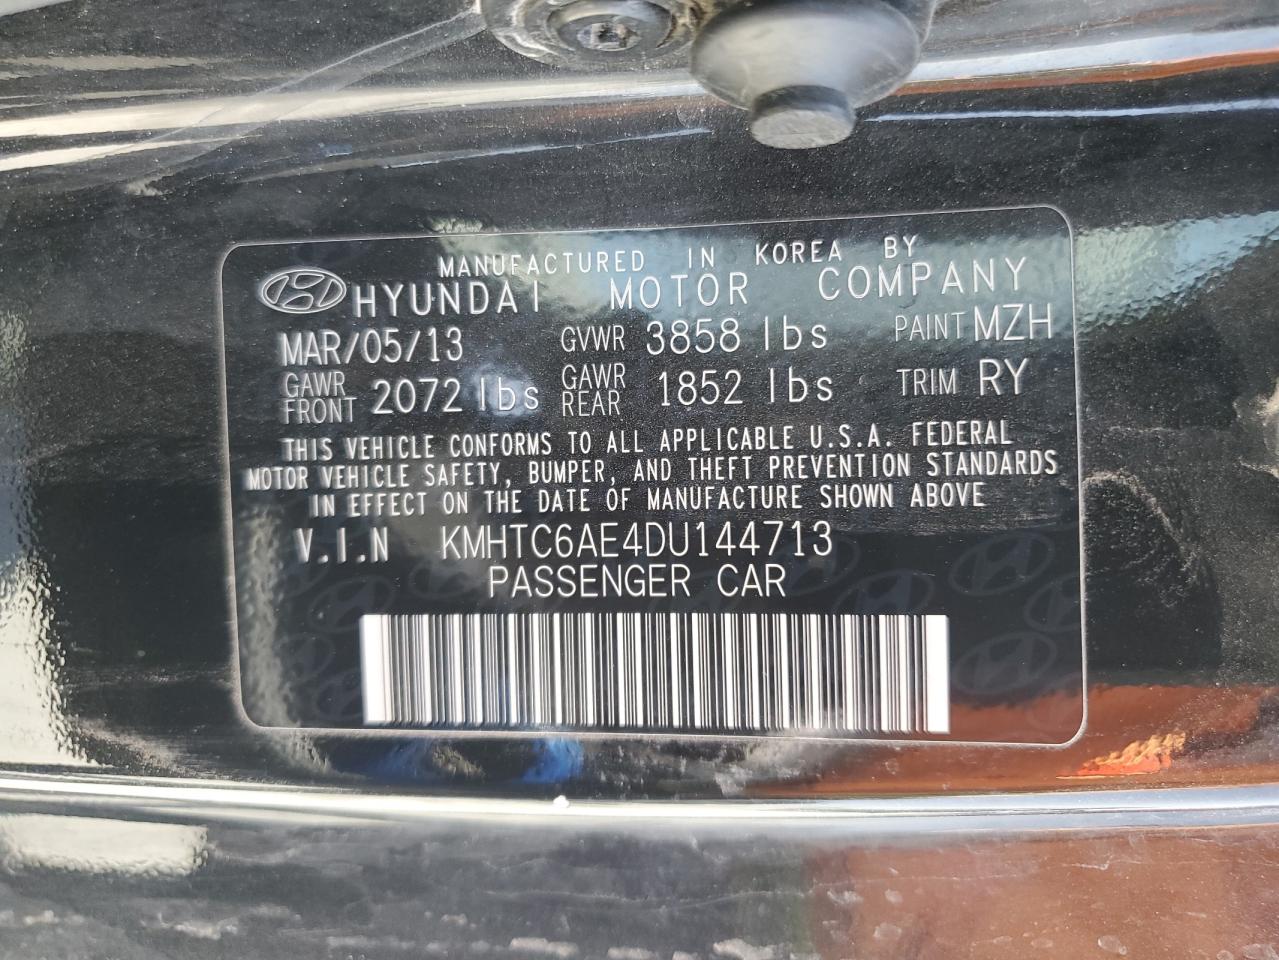 MANUFACTURED IN KOREA BY
HYUNDAI MOTOR COMPANY
MAR/05/13 GVWR 3858 lbs PAINT MZH
GAWR FRONT 2072 lbs GAWR REAR 1852 lbs TRIM RY
THIS VEHICLE CONFORMS TO ALL APPLICABLE U.S.A. FEDERAL
MOTOR VEHICLE SAFETY, BUMPER, AND THEFT PREVENTION STANDARDS
IN EFFECT ON THE DATE OF MANUFACTURE SHOWN ABOVE
V.I.N KMHTC6AE4DU144713
PASSENGER CAR